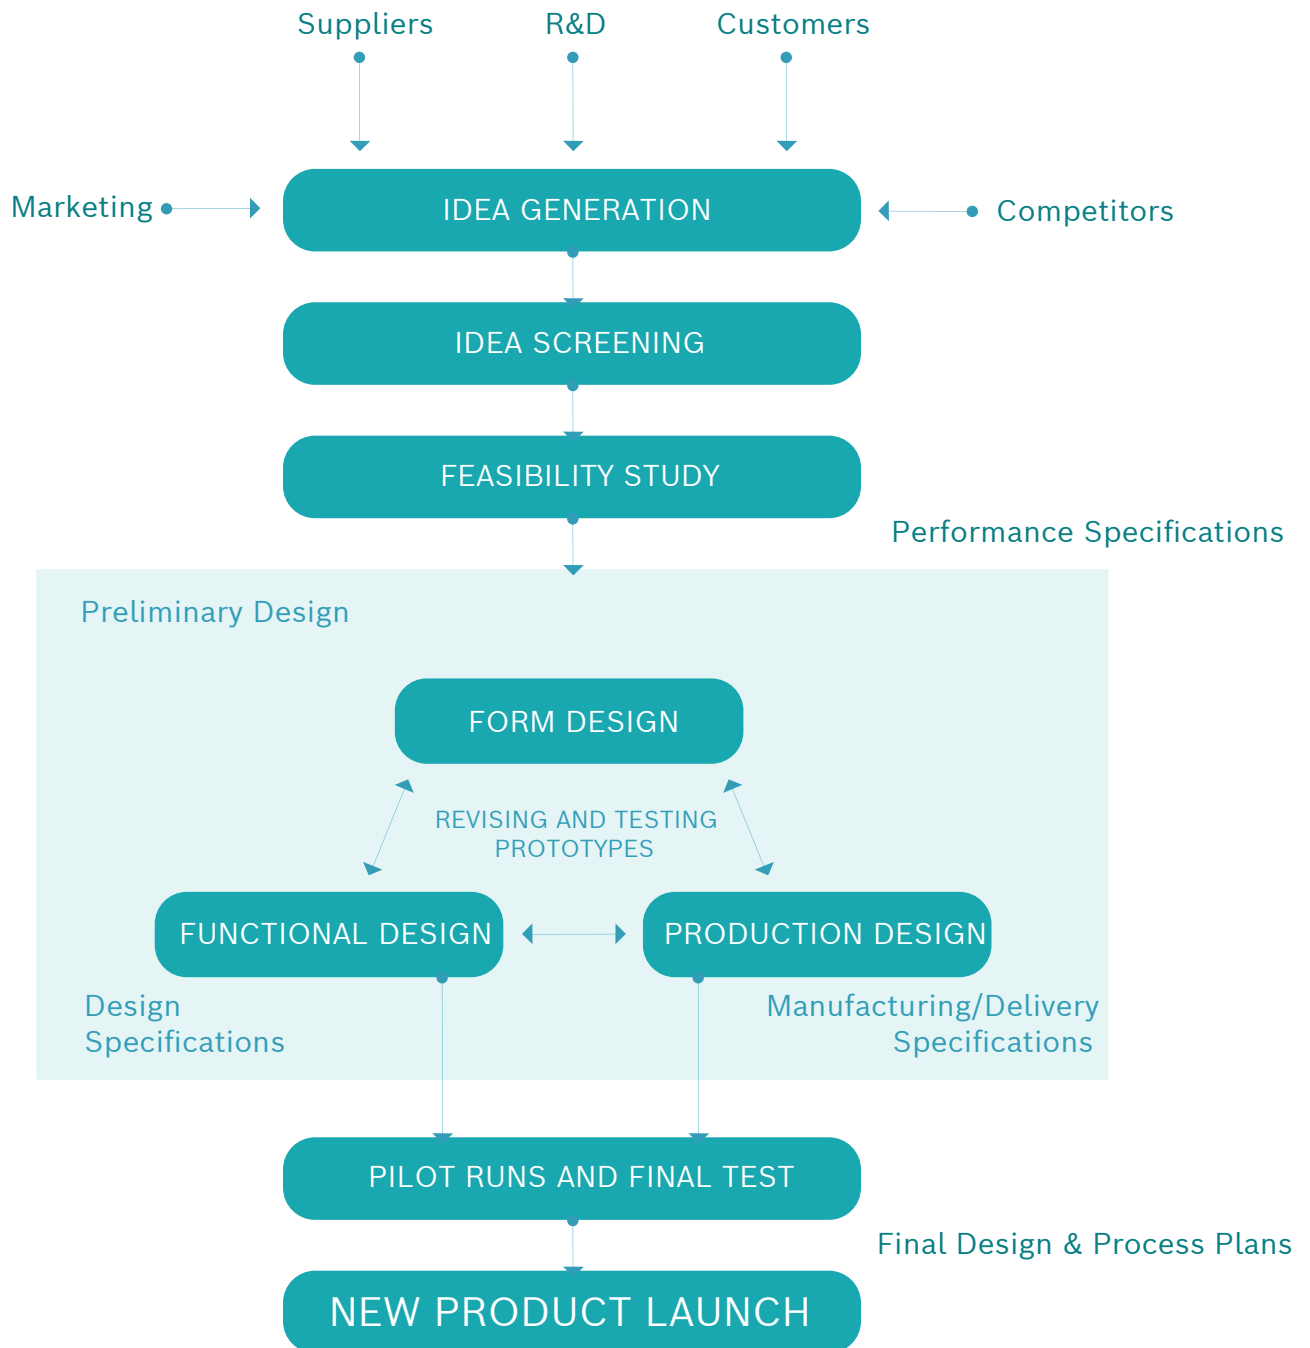 Suppliers
R&D
Customers
Marketing
IDEA GENERATION
Competitors
IDEA SCREENING
FEASIBILITY STUDY
Performance Specifications
Preliminary Design
FORM DESIGN
REVISING AND TESTING
PROTOTYPES
FUNCTIONAL DESIGN
PRODUCTION DESIGN
Design
Specifications
Manufacturing/Delivery
Specifications
PILOT RUNS AND FINAL TEST
Final Design & Process Plans
NEW PRODUCT LAUNCH